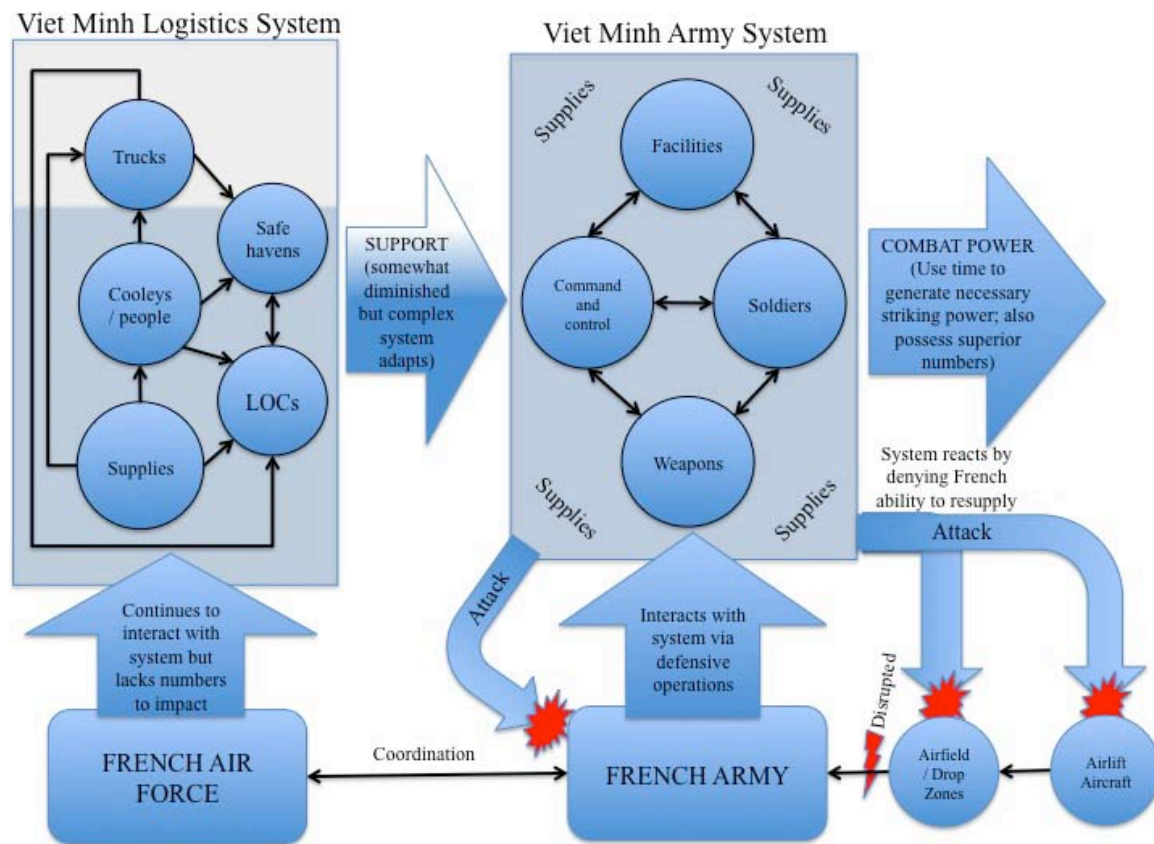 Viet Minh Logistics System
Trucks
Safe
havens
Cooleys
/ people
LOCs
Supplies
SUPPORT
(somewhat
diminished
but complex
system
adapts)
Viet Minh Army System
Supplies
Supplies
Facilities
Command
and
control
Soldiers
Weapons
Supplies
Supplies
COMBAT POWER
(Use time to
generate necessary
striking power; also
possess superior
numbers)
System reacts by
denying French
ability to resupply
Attack
Continues to
interact with
system but
lacks numbers
to impact
Attack
Interacts with
system via
defensive
operations
Disrupted
FRENCH AIR
FORCE
Coordination
FRENCH ARMY
Airfield
/ Drop
Zones
Airlift
Aircraft